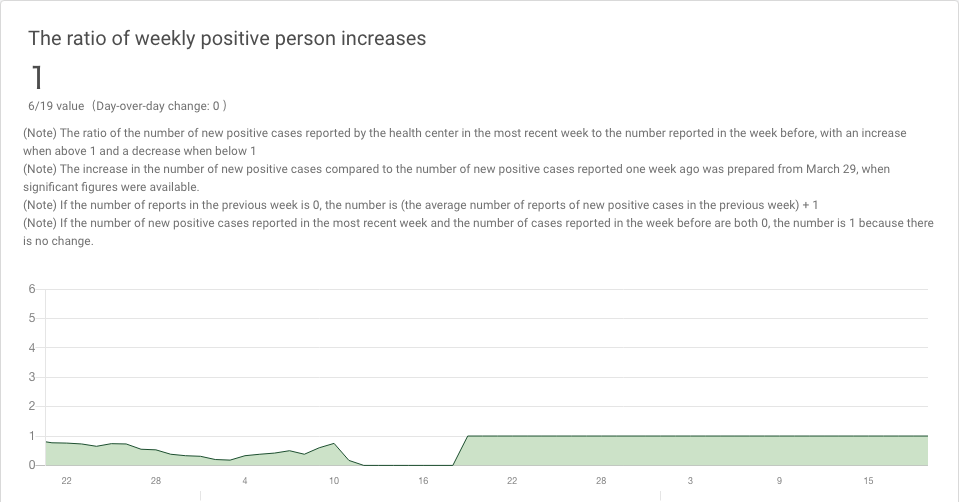 The ratio of weekly positive person increases
1
6/19 value （Day-over-day change: 0 ）
(Note) The ratio of the number of new positive cases reported by the health center in the most recent week to the number reported in the week before, with an increase
when above 1 and a decrease when below 1
(Note) The increase in the number of new positive cases compared to the number of new positive cases reported one week ago was prepared from March 29, when
significant figures were available.
(Note) If the number of reports in the previous week is 0, the number is (the average number of reports of new positive cases in the previous week) + 1
(Note) If the number of new positive cases reported in the most recent week and the number of cases reported in the week before are both 0, the number is 1 because there
is no change.
6
5
4
3
2
1
0
22 28 4 10 16 22 28 3 9 15